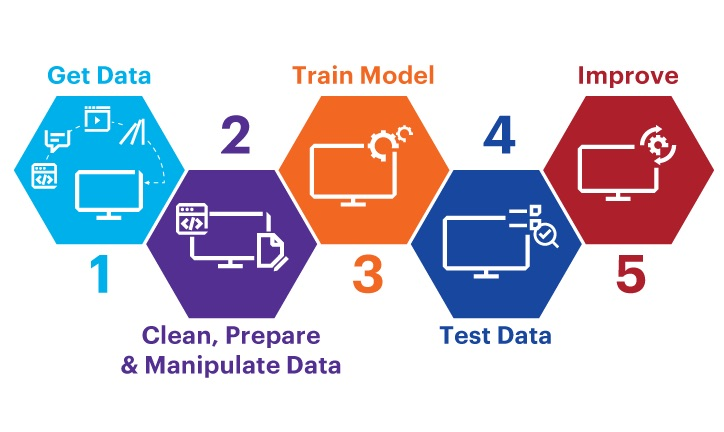 Get Data
1
2
Clean, Prepare
& Manipulate Data
Train Model
3
4
Test Data
Improve
5